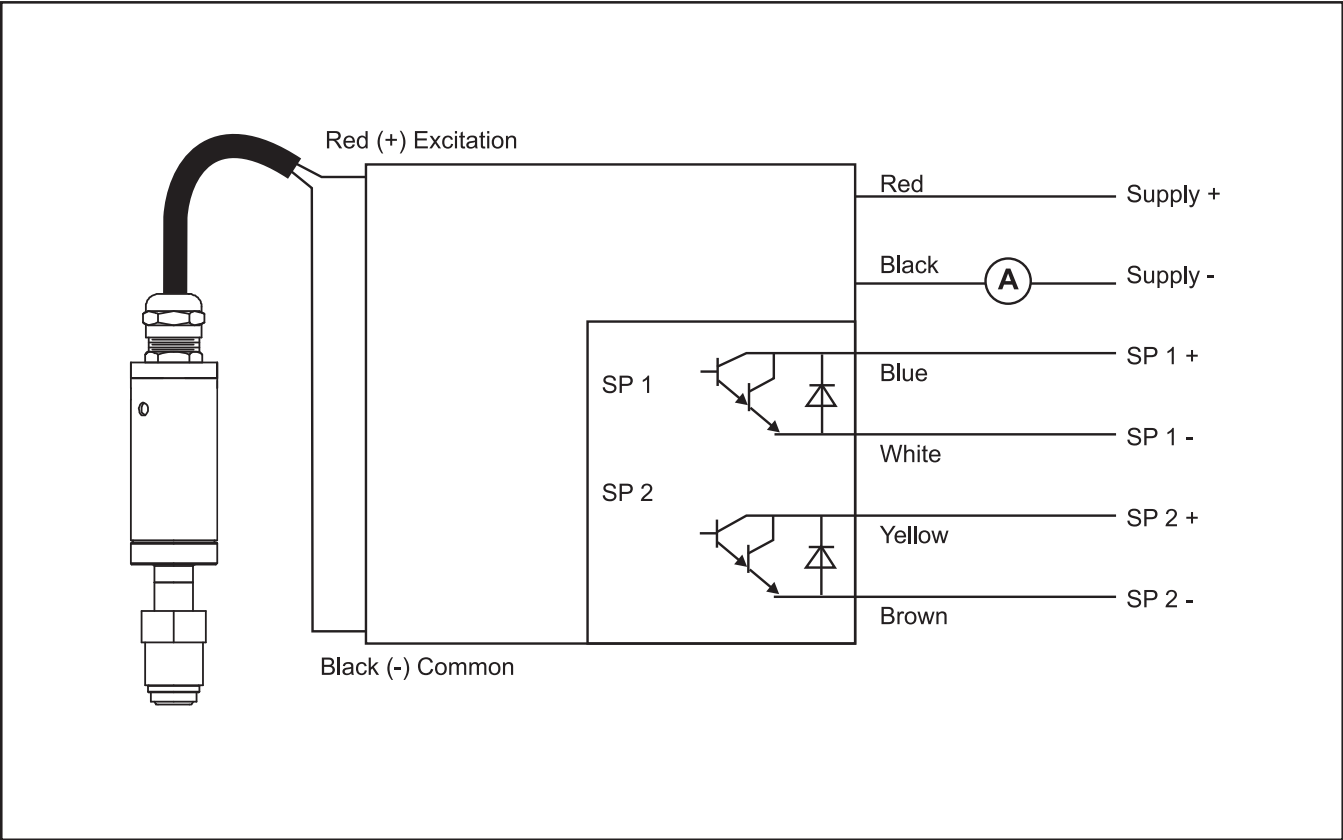 Red (+) Excitation
Red
Supply +
Black
A
Supply -
SP 1 +
Blue
SP 1
SP 1 -
White
SP 2
SP 2 +
Yellow
SP 2 -
Brown
Black (-) Common